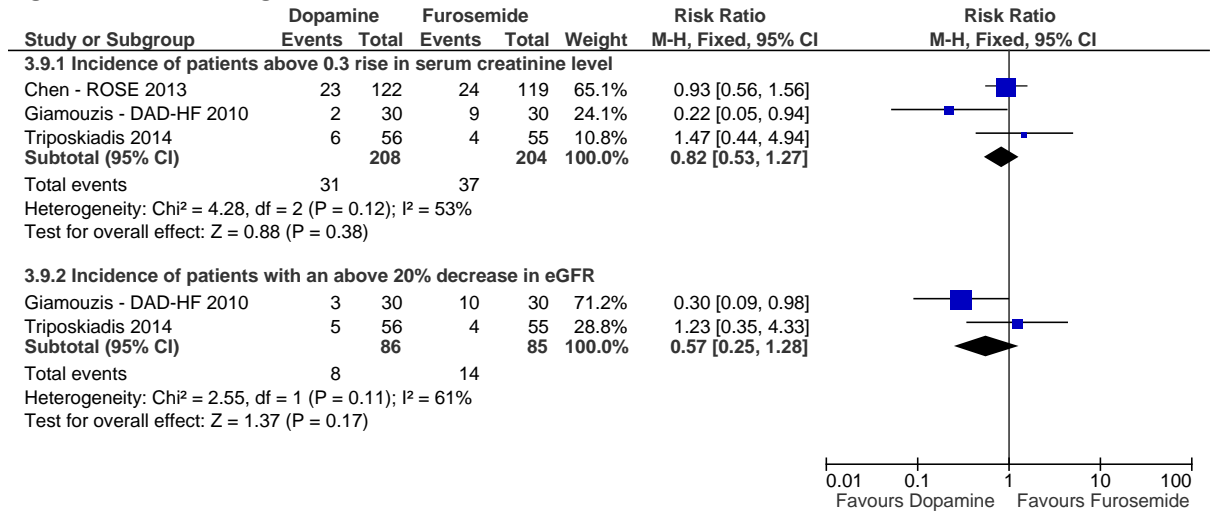 Dopamine Furosemide Risk Ratio Risk Ratio
Study or Subgroup Events Total Events Total Weight M-H, Fixed, 95% CI M-H, Fixed, 95% CI
3.9.1 Incidence of patients above 0.3 rise in serum creatinine level
Chen - ROSE 2013 23 122 24 119 65.1% 0.93 [0.56, 1.56]
Giamouzis - DAD-HF 2010 2 30 9 30 24.1% 0.22 [0.05, 0.94]
Triposkiadis 2014 6 56 4 55 10.8% 1.47 [0.44, 4.94]
Subtotal (95% CI) 208 204 100.0% 0.82 [0.53, 1.27]
Total events 31 37
Heterogeneity: Chi² = 4.28, df = 2 (P = 0.12); I² = 53%
Test for overall effect: Z = 0.88 (P = 0.38)
3.9.2 Incidence of patients with an above 20% decrease in eGFR
Giamouzis - DAD-HF 2010 3 30 10 30 71.2% 0.30 [0.09, 0.98]
Triposkiadis 2014 5 56 4 55 28.8% 1.23 [0.35, 4.33]
Subtotal (95% CI) 86 85 100.0% 0.57 [0.25, 1.28]
Total events 8 14
Heterogeneity: Chi² = 2.55, df = 1 (P = 0.11); I² = 61%
Test for overall effect: Z = 1.37 (P = 0.17)
0.01 0.1 1 10 100
Favours Dopamine Favours Furosemide